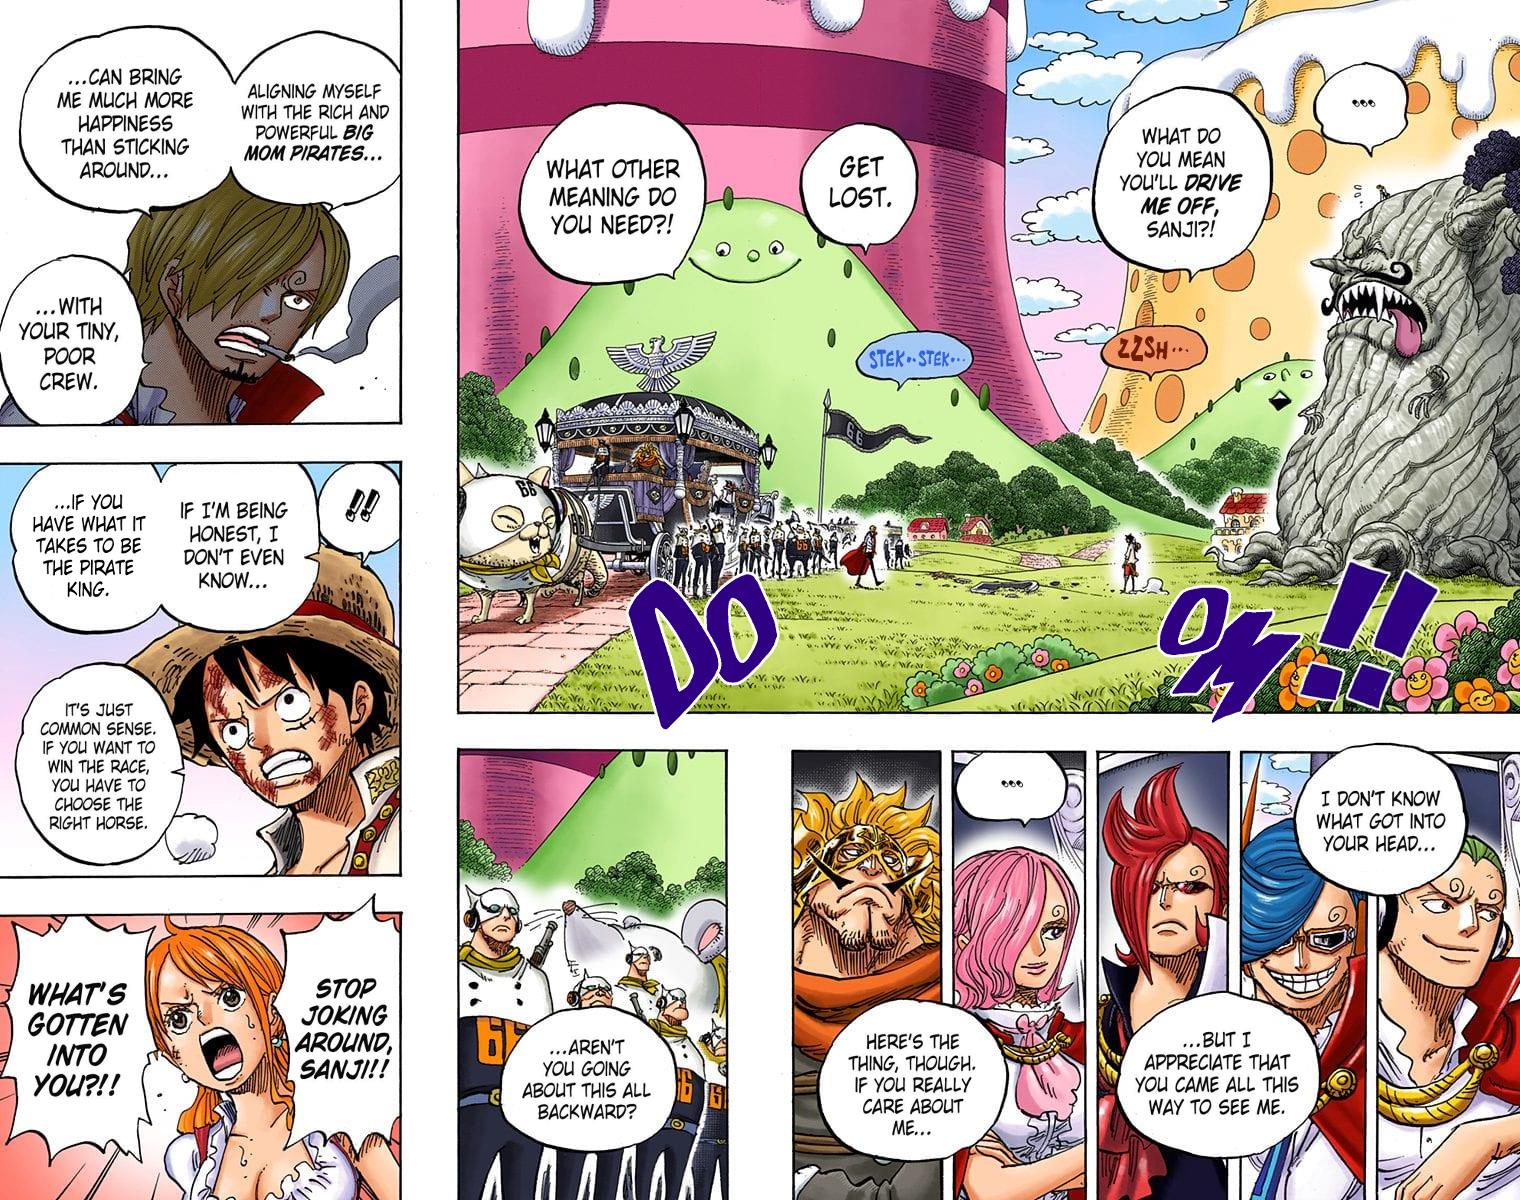 ...
WHAT DO
YOU MEAN
YOU'LL DRIVE
ME OFF,
SANJI?!
ZZSH...
GET
LOST.
STEK..STEK...
WHAT OTHER
MEANING DO
YOU NEED?!
66
66
66
DO
OM!!
I DON'T KNOW
WHAT GOT INTO
YOUR HEAD...
...BUT I
APPRECIATE THAT
YOU CAME ALL THIS
WAY TO SEE ME.
...
HERE'S THE
THING, THOUGH.
IF YOU REALLY
CARE ABOUT
ME...
...AREN'T
YOU GOING
ABOUT THIS ALL
BACKWARD?
66
66
ALIGNING MYSELF
WITH THE RICH AND
POWERFUL BIG
MOM PIRATES...
...CAN BRING
ME MUCH MORE
HAPPINESS
THAN STICKING
AROUND...
...WITH
YOUR TINY,
POOR
CREW.
!!
IF I'M BEING
HONEST, I
DON'T EVEN
KNOW...
...IF YOU
HAVE WHAT IT
TAKES TO BE
THE PIRATE
KING.
IT'S JUST
COMMON SENSE.
IF YOU WANT TO
WIN THE RACE,
YOU HAVE TO
CHOOSE THE
RIGHT HORSE.
STOP
JOKING
AROUND,
SANJI!!
WHAT'S
GOTTEN
INTO
YOU?!!